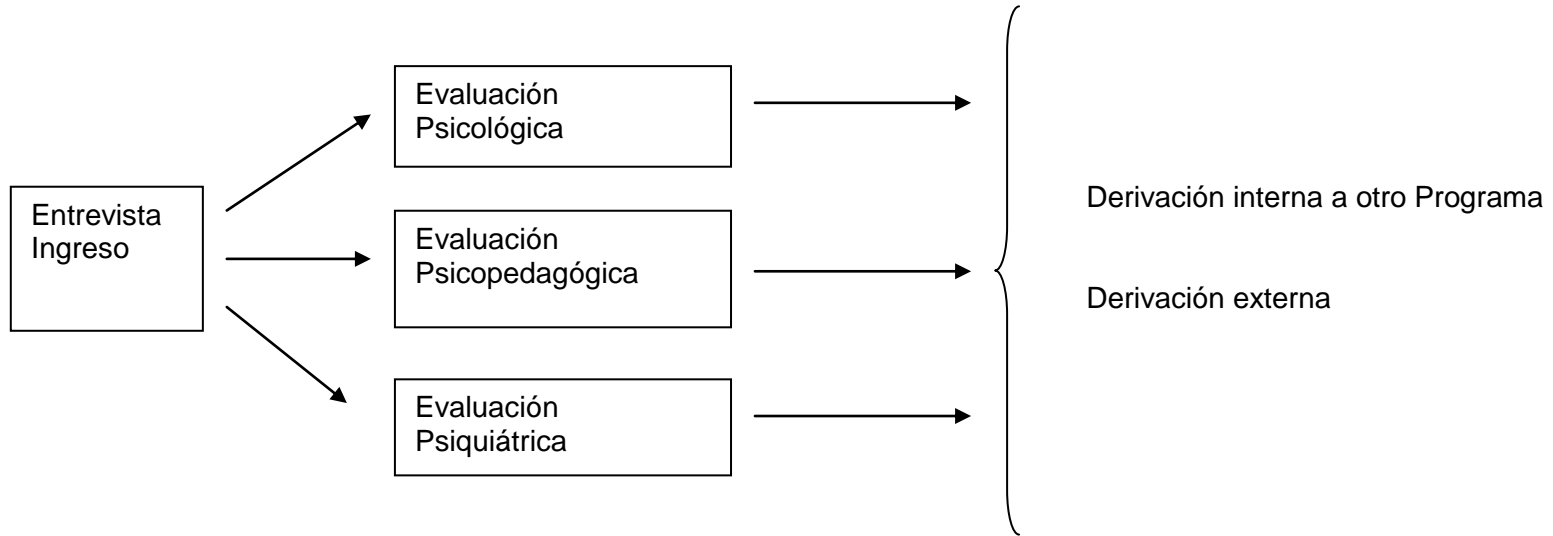 Entrevista
Ingreso
Evaluación
Psicológica
Evaluación
Psicopedagógica
Evaluación
Psiquiátrica
Derivación interna a otro Programa
Derivación externa